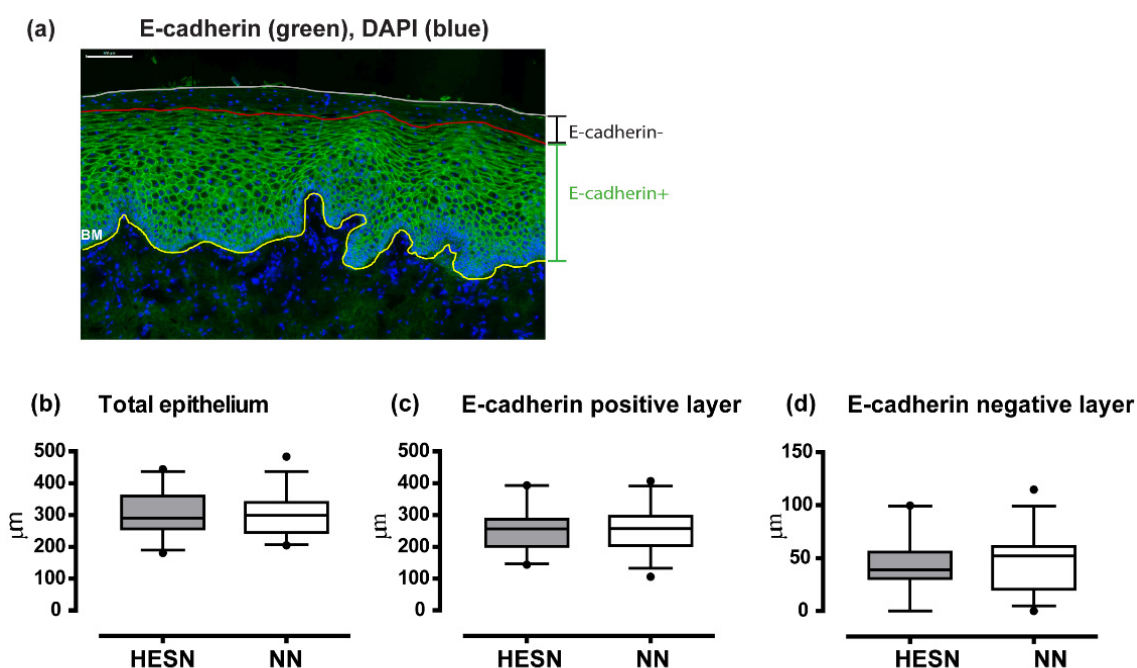 (a) E-cadherin (green), DAPI (blue)
E-cadherin-
E-cadherin+
BM
(b) Total epithelium
(c) E-cadherin positive layer
(d) E-cadherin negative layer
500
400
300
200
100
0
µm
HESN NN
500
400
300
200
100
0
µm
HESN NN
150
100
50
0
µm
HESN NN